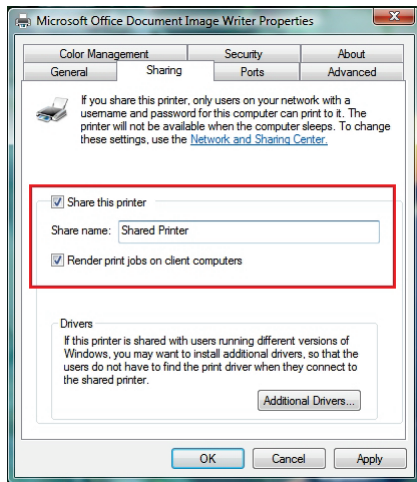 Microsoft Office Document Image Writer Properties
Color Management Security About
General Sharing Ports Advanced
If you share this printer, only users on your network with a
username and password for this computer can print to it. The
printer will not be available when the computer sleeps. To change
these settings, use the Network and Sharing Center.
Share this printer
Share name: Shared Printer
Render print jobs on client computers
Drivers
If this printer is shared with users running different versions of
Windows, you may want to install additional drivers, so that the
users do not have to find the print driver when they connect to
the shared printer.
Additional Drivers...
OK Cancel Apply